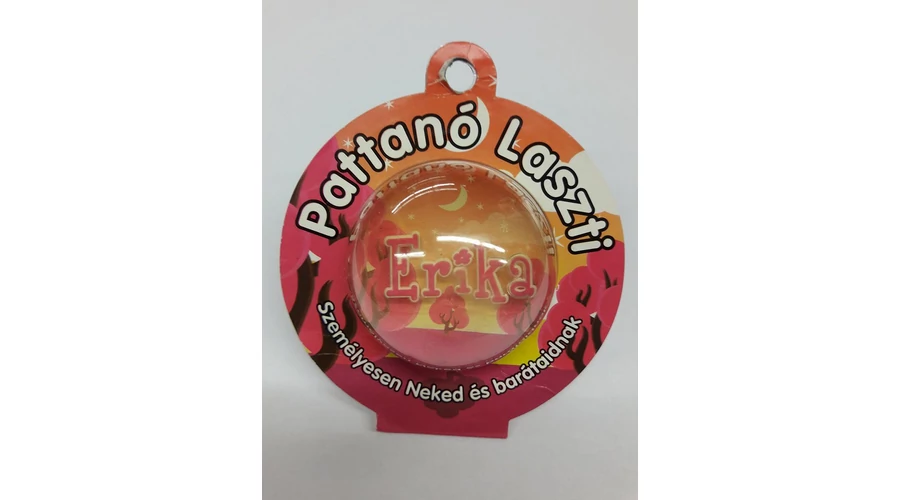 Pattanó Laszti
Erika
Személyesen Neked és barátaidnak